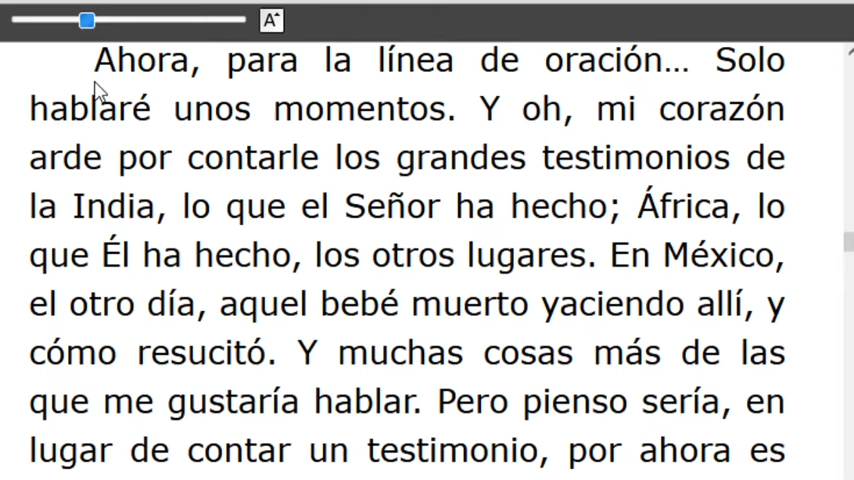 A
Ahora, para la línea de oración… Solo
hablaré unos momentos. Y oh, mi corazón
arde por contarle los grandes testimonios de
la India, lo que el Señor ha hecho; África, lo
que Él ha hecho, los otros lugares. En México,
el otro día, aquel bebé muerto yaciendo allí, y
cómo resucitó. Y muchas cosas más de las
que me gustaría hablar. Pero pienso sería, en
lugar de contar un testimonio, por ahora es